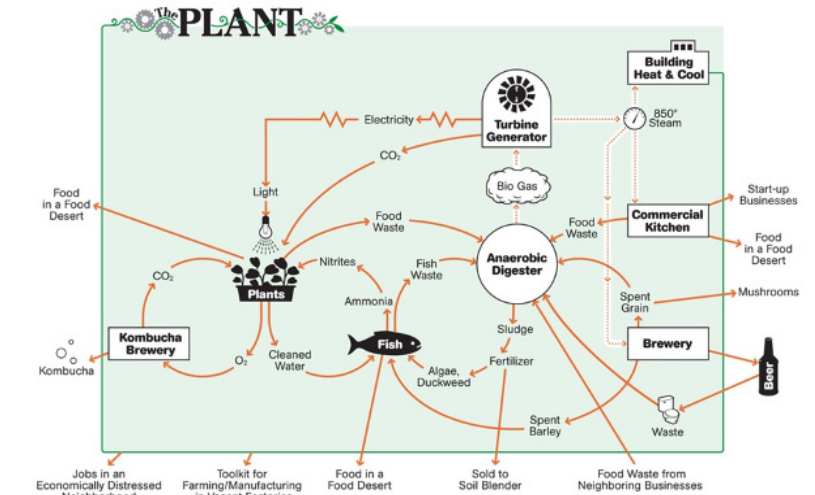 The PLANT
Building
Heat & Cool
Turbine
Generator
Electricity
850°
Steam
CO₂
Bio Gas
Light
Food
in a Food
Desert
Food
Waste
Food
Waste
Commercial
Kitchen
Start-up
Businesses
Food
in a Food
Desert
Anaerobic
Digester
Nitrites
Fish
Waste
CO₂
Plants
Ammonia
Spent
Grain
Mushrooms
Kombucha
Brewery
Fish
Sludge
Brewery
Kombucha
O₂
Cleaned
Water
Algae,
Duckweed
Fertilizer
Beer
Spent
Barley
Waste
Jobs in an
Economically Distressed
Neighborhood
Toolkit for
Farming/Manufacturing
in Vacant Factories
Food in a
Food Desert
Sold to
Soil Blender
Food Waste from
Neighboring Businesses